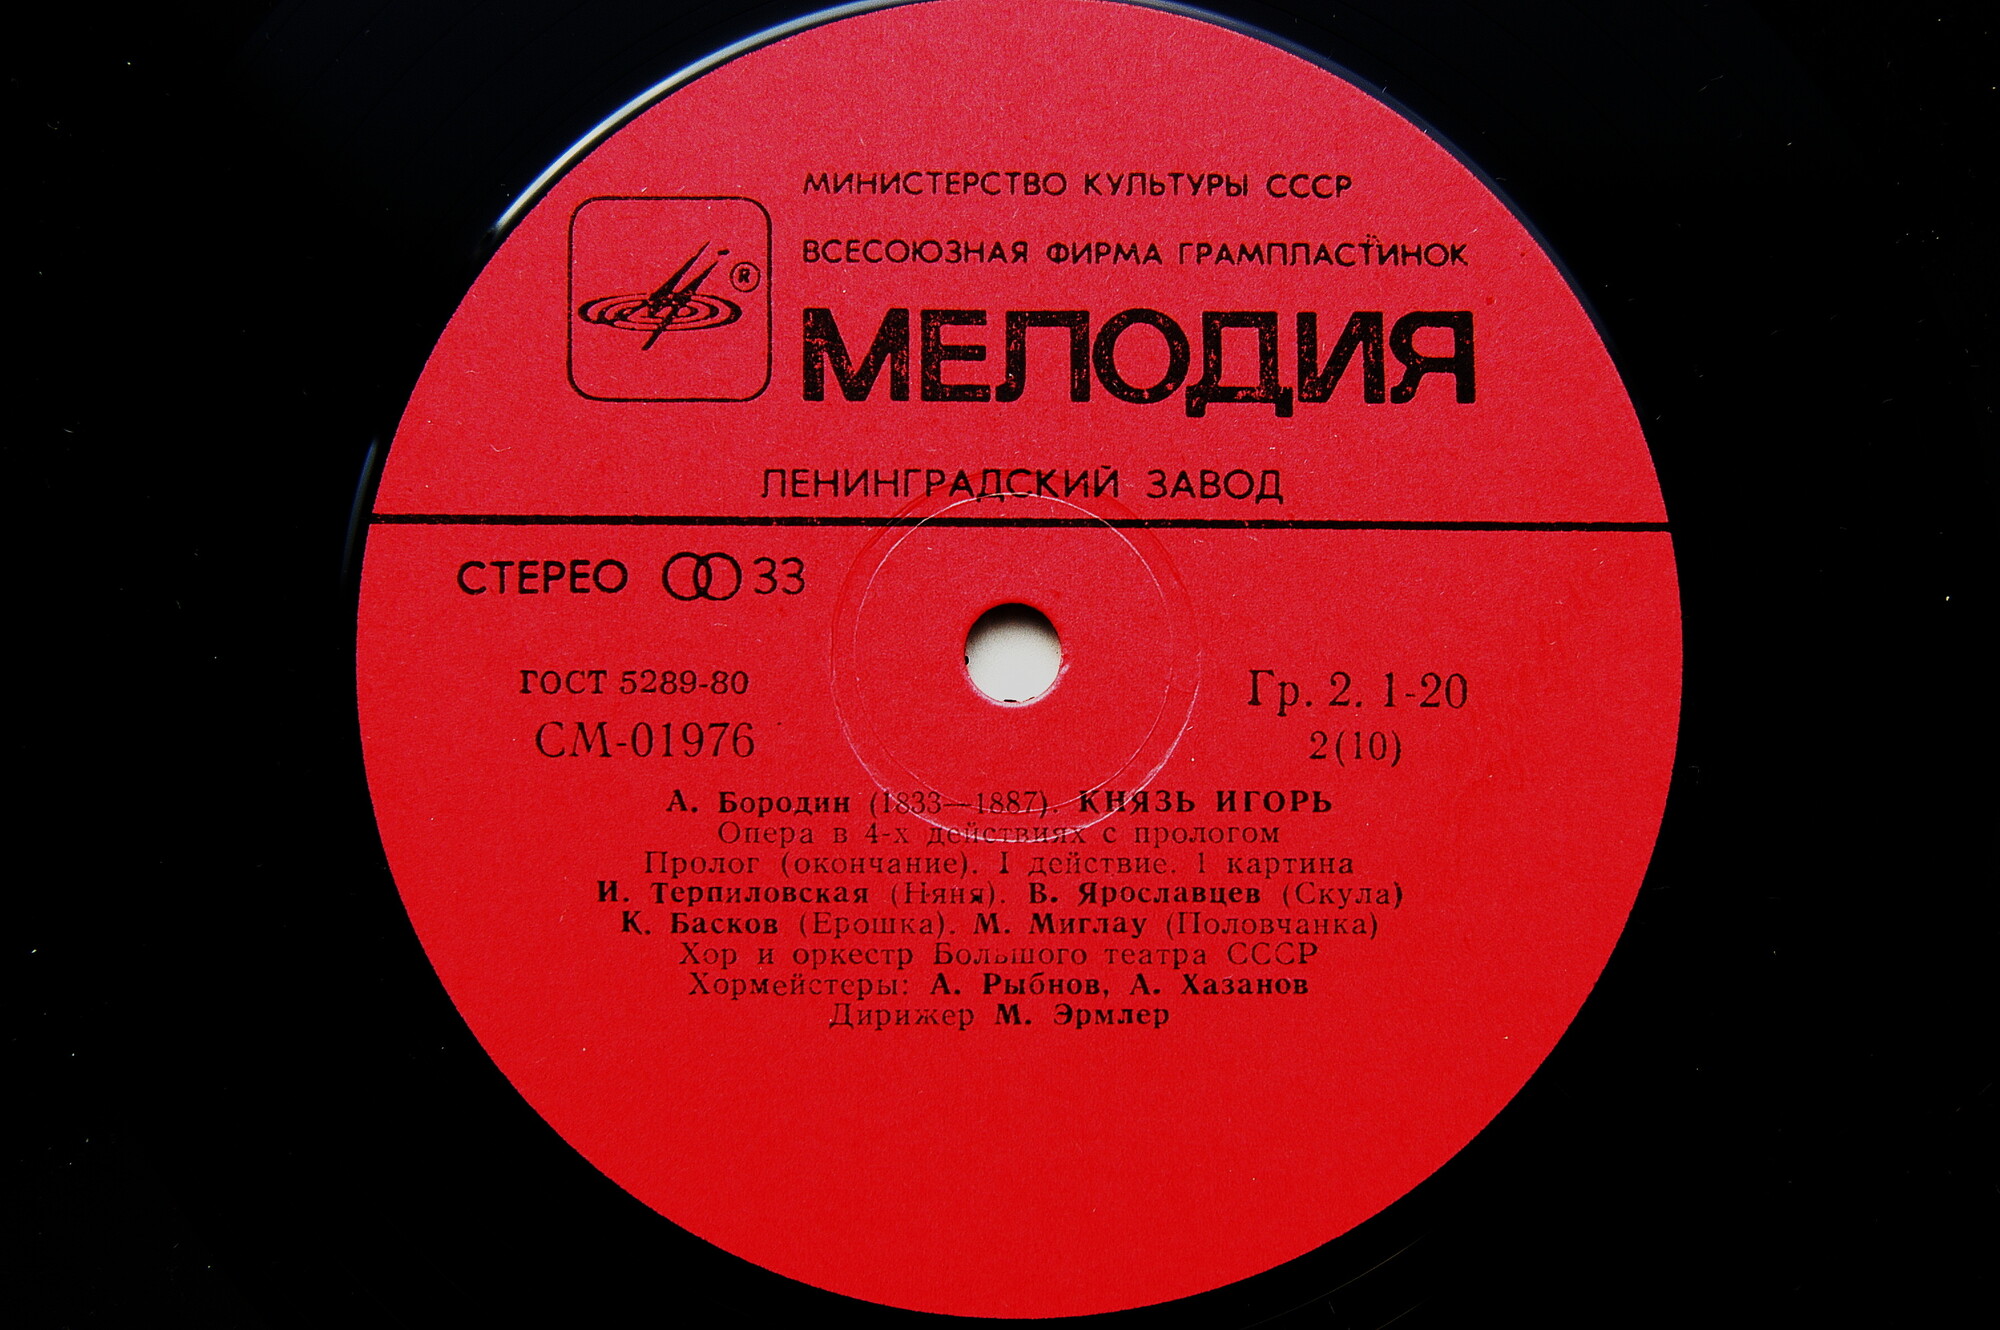 МИНИСТЕРСТВО КУЛЬТУРЫ СССР
ВСЕСОЮЗНАЯ ФИРМА ГРАМПЛАСТИНОК
®
МЕЛОДИЯ
ЛЕНИНГРАДСКИЙ ЗАВОД
СТЕРЕО 33
ГОСТ 5289-80
Гр. 2. 1-20
СМ-01976
2(10)
А. Бородин (1833—1887). КНЯЗЬ ИГОРЬ
Опера в 4-х действиях с прологом
Пролог (окончание). I действие. 1 картина
И. Терпиловская (Няня). В. Ярославцев (Скула)
К. Басков (Ерошка). М. Миглау (Половчанка)
Хор и оркестр Большого театра СССР
Хормейстеры: А. Рыбнов, А. Хазанов
Дирижер М. Эрмлер